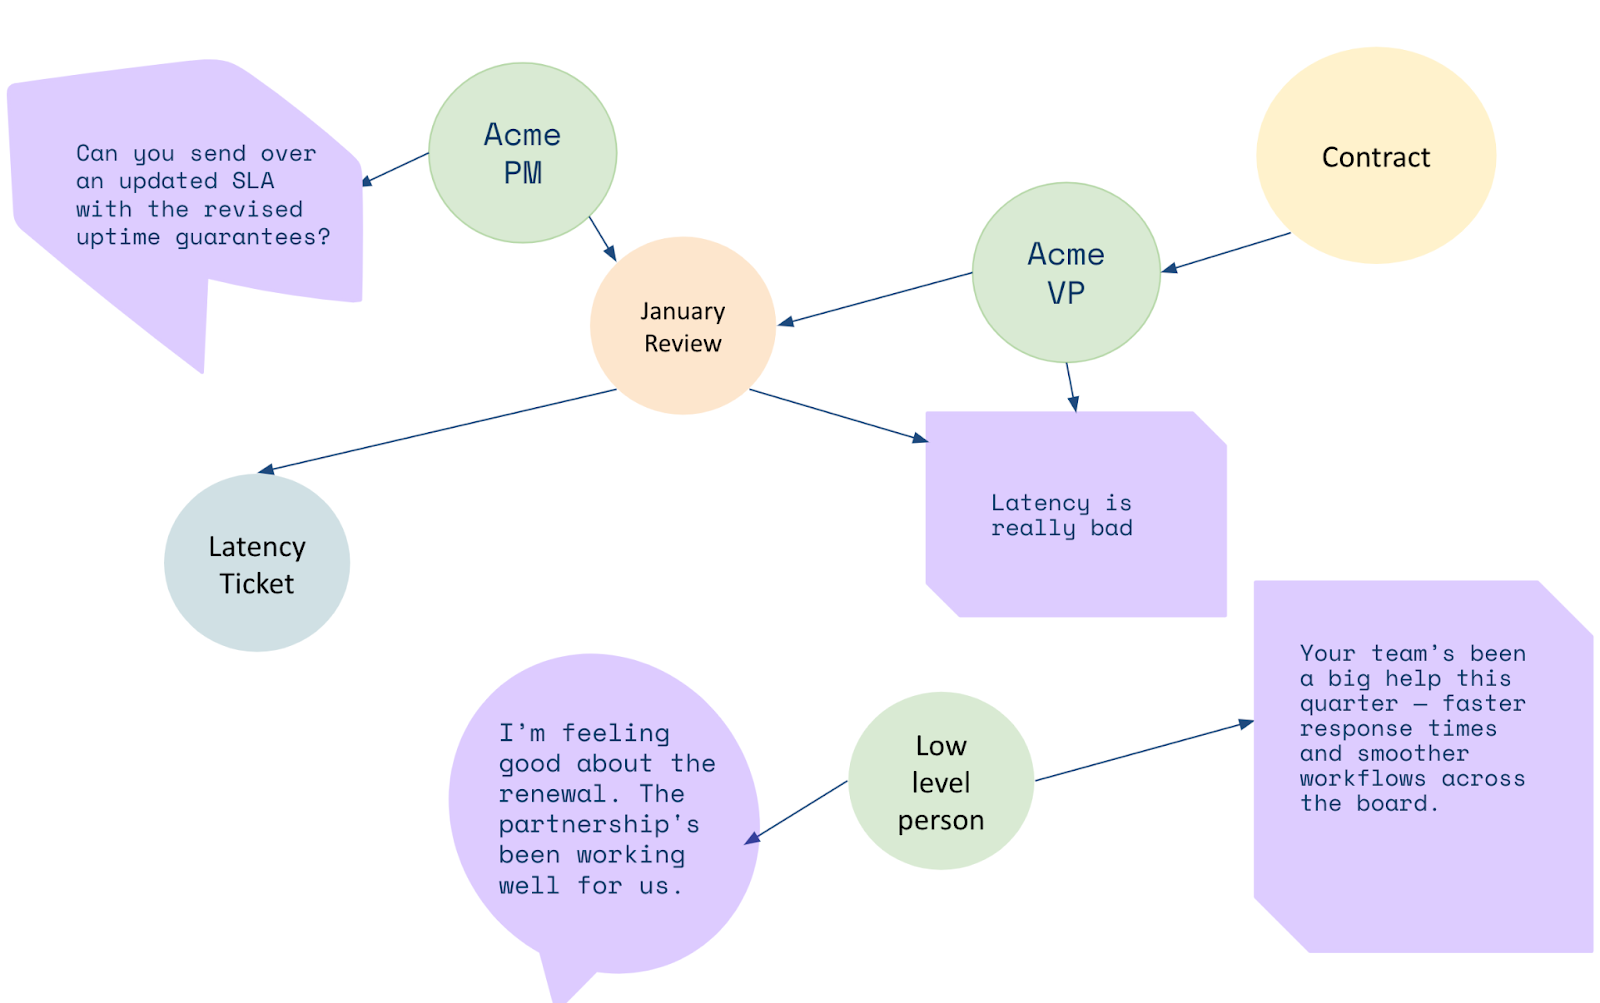 Can you send over
an updated SLA
with the revised
uptime guarantees?
Acme
PM
January
Review
Acme
VP
Contract
Latency
Ticket
Latency is
really bad
I’m feeling
good about the
renewal. The
partnership's
been working
well for us.
Low
level
person
Your team’s been
a big help this
quarter — faster
response times
and smoother
workflows across
the board.